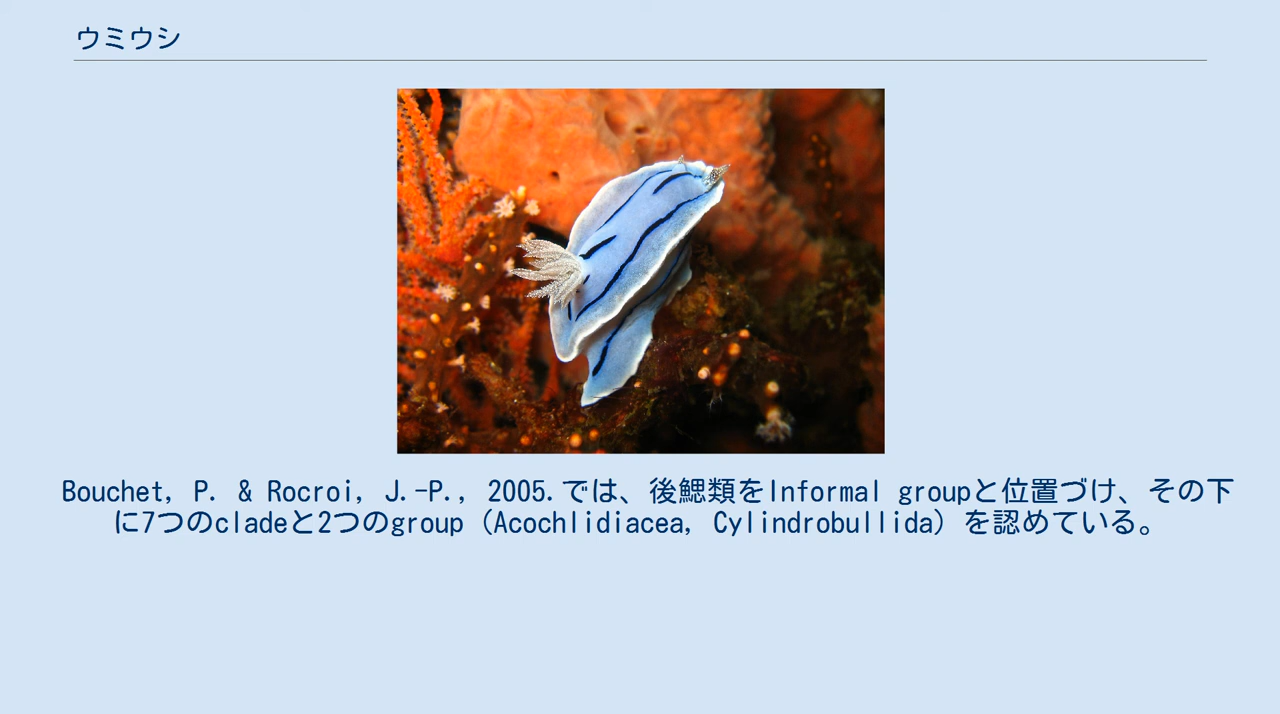 ウミウシ
Bouchet, P. & Rocroi, J.-P., 2005.では、後鰓類をInformal groupと位置づけ、その下
に7つのcladeと2つのgroup（Acochlidiacea, Cylindrobullida）を認めている。